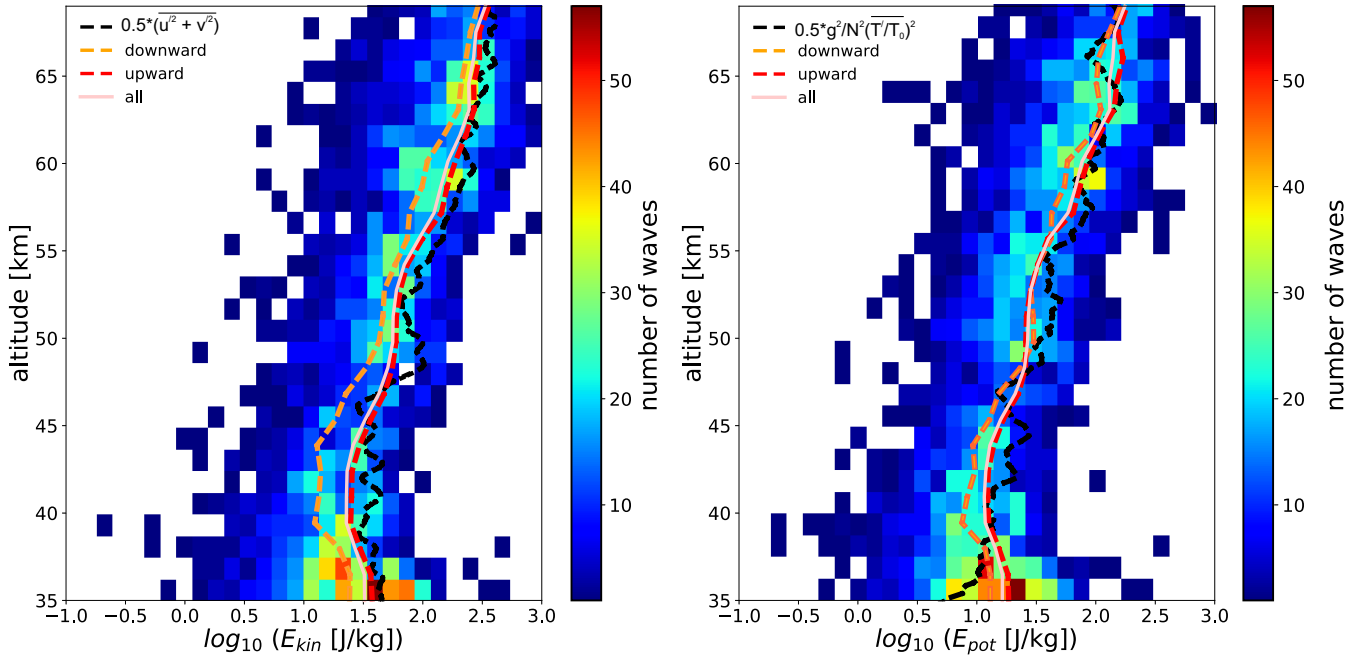 0.5*(u'² + v'²)
downward
upward
all
65
60
55
50
45
40
35
altitude [km]
−1.0 −0.5 0.0 0.5 1.0 1.5 2.0 2.5 3.0
log₁₀ (E_kin [J/kg])
50
40
30
20
10
number of waves
0.5*g²/N²(T'/T₀)²
downward
upward
all
65
60
55
50
45
40
35
altitude [km]
−1.0 −0.5 0.0 0.5 1.0 1.5 2.0 2.5 3.0
log₁₀ (E_pot [J/kg])
50
40
30
20
10
number of waves